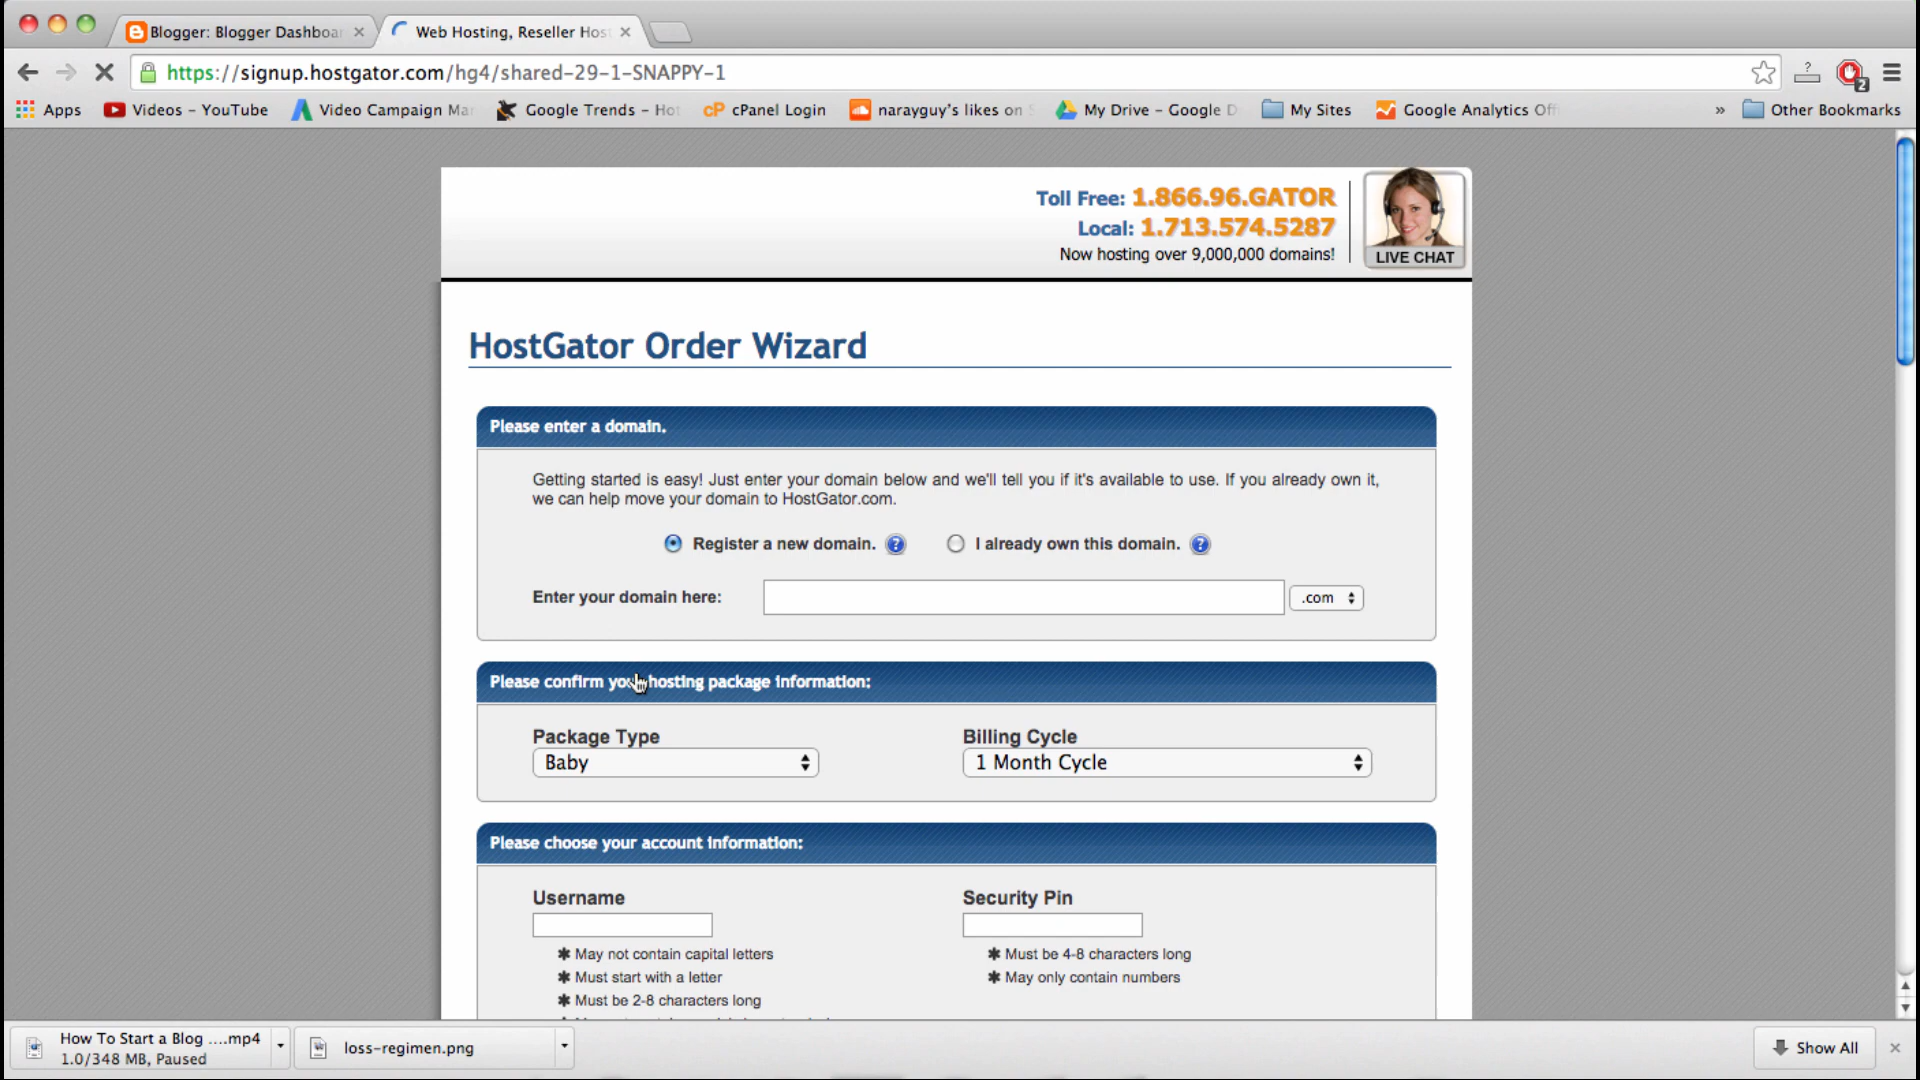 Blogger: Blogger Dashboa
Web Hosting, Reseller Hos
https://signup.hostgator.com/hg4/shared-29-1-SNAPPY-1
?
2
Apps
Videos – YouTube
Video Campaign Ma
Google Trends – Hot
cP cPanel Login
narayguy's likes on S
My Drive – Google D
My Sites
Google Analytics Offi
»
Other Bookmarks
Toll Free: 1.866.96.GATOR
Local: 1.713.574.5287
Now hosting over 9,000,000 domains!
LIVE CHAT
HostGator Order Wizard
Please enter a domain.
Getting started is easy! Just enter your domain below and we'll tell you if it's available to use. If you already own it,
we can help move your domain to HostGator.com.
Register a new domain. ?
I already own this domain. ?
Enter your domain here:
.com
Please confirm your hosting package information:
Package Type
Billing Cycle
Baby
1 Month Cycle
Please choose your account information:
Username
Security Pin
✱ May not contain capital letters
✱ Must be 4-8 characters long
✱ Must start with a letter
✱ May only contain numbers
✱ Must be 2-8 characters long
How To Start a Blog ....mp4
1.0/348 MB, Paused
loss-regimen.png
Show All